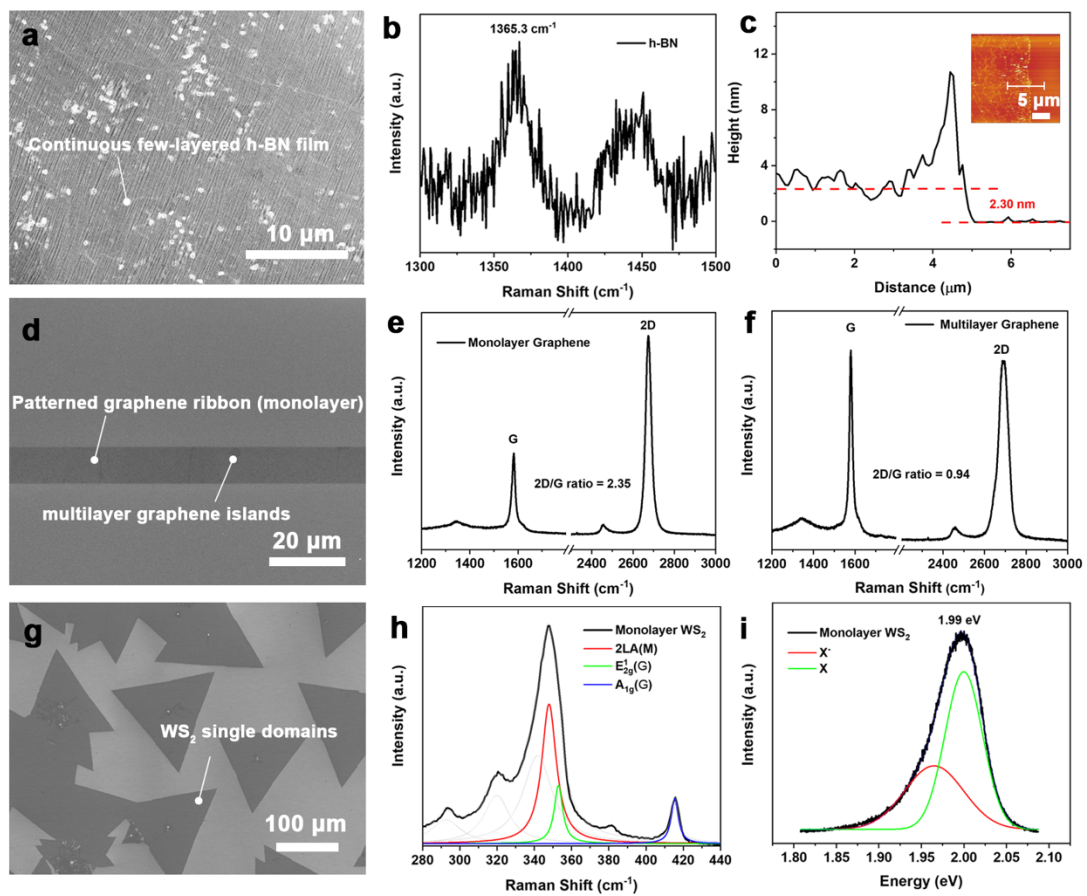 a
Continuous few-layered h-BN film
10 μm
b
1365.3 cm⁻¹
h-BN
Intensity (a.u.)
1300 1350 1400 1450 1500
Raman Shift (cm⁻¹)
c
12
8
4
0
Height (nm)
5 μm
2.30 nm
0 2 4 6
Distance (μm)
d
Patterned graphene ribbon (monolayer)
multilayer graphene islands
20 μm
e
2D
Monolayer Graphene
G
2D/G ratio = 2.35
Intensity (a.u.)
1200 1400 1600 2400 2600 2800 3000
Raman Shift (cm⁻¹)
f
G
Multilayer Graphene
2D
2D/G ratio = 0.94
Intensity (a.u.)
1200 1400 1600 2400 2600 2800 3000
Raman Shift (cm⁻¹)
g
WS₂ single domains
100 μm
h
Monolayer WS₂
2LA(M)
E¹₂g(G)
A₁g(G)
Intensity (a.u.)
280 300 320 340 360 380 400 420 440
Raman Shift (cm⁻¹)
i
1.99 eV
Monolayer WS₂
X⁻
X
Intensity (a.u.)
1.80 1.85 1.90 1.95 2.00 2.05 2.10
Energy (eV)